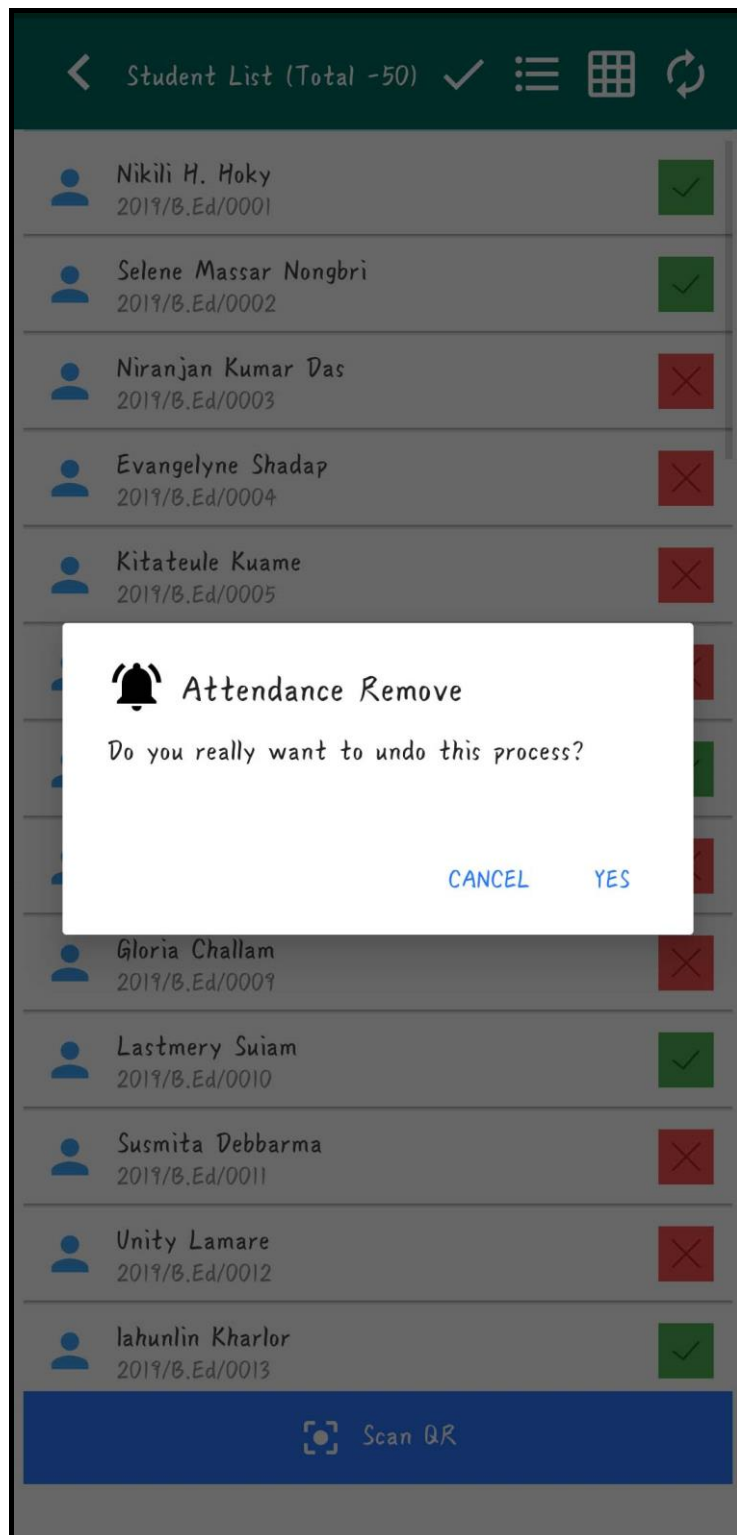 Student List (Total -50)
Nikili H. Hoky
2019/B.Ed/0001
Selene Massar Nongbri
2019/B.Ed/0002
Niranjan Kumar Das
2019/B.Ed/0003
Evangelyne Shadap
2019/B.Ed/0004
Kitateule Kuame
2019/B.Ed/0005
Attendance Remove
Do you really want to undo this process?
CANCEL YES
Gloria Challam
2019/B.Ed/0009
Lastmery Suiam
2019/B.Ed/0010
Susmita Debbarma
2019/B.Ed/0011
Unity Lamare
2019/B.Ed/0012
Iahunlin Kharlor
2019/B.Ed/0013
Scan QR